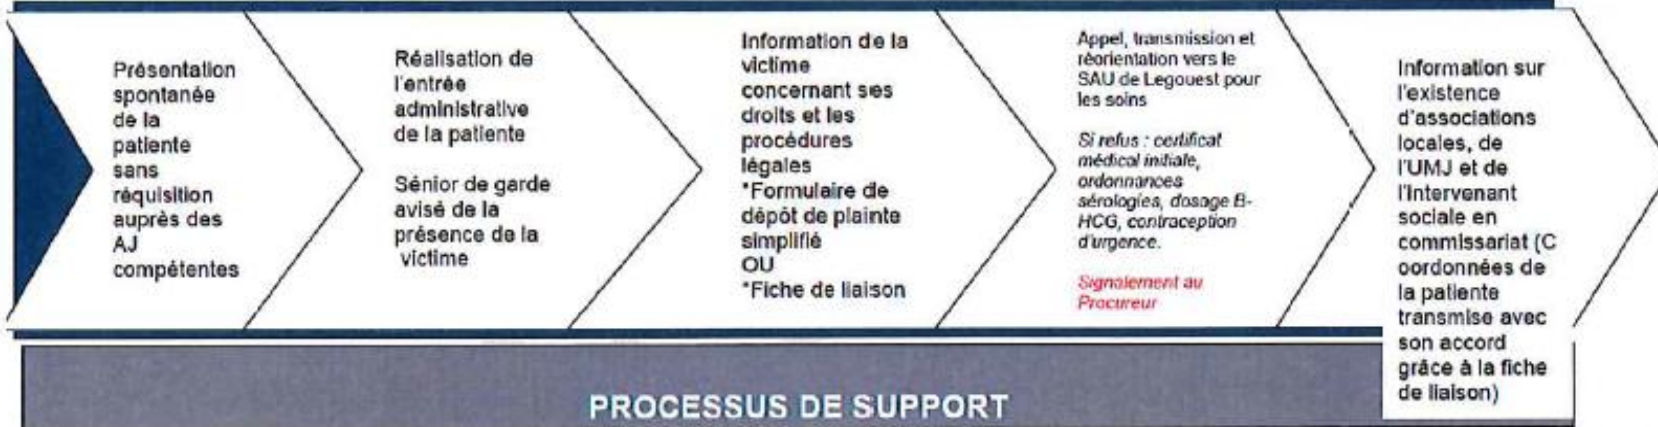 Présentation
spontanée
de la
patiente
sans
réquisition
auprès des
AJ
compétentes
Réalisation de
l'entrée
administrative
de la patiente
Sénior de garde
avisé de la
présence de la
victime
Information de la
victime
concernant ses
droits et les
procédures
légales
*Formulaire de
dépôt de plainte
simplifié
OU
*Fiche de liaison
Appel, transmission et
réorientation vers le
SAU de Legouest pour
les soins
Si refus : certificat
médical initiale,
ordonnances
sérologies, dosage B-
HCG, contraception
d'urgence.
Signalement au
Procureur
Information sur
l'existence
d'associations
locales, de
l'UMJ et de
l'Intervenant
sociale en
commissariat (C
oordonnées de
la patiente
transmise avec
son accord
grâce à la fiche
de liaison)
PROCESSUS DE SUPPORT